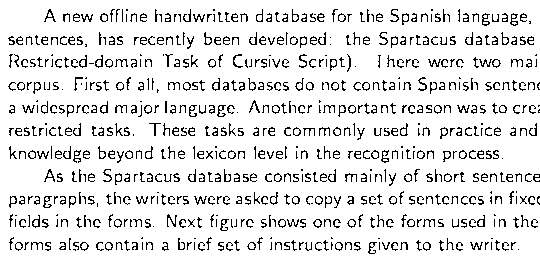 A new offline handwritten database for the Spanish language,
sentences, has recently been developed: the Spartacus database
Restricted-domain Task of Cursive Script). There were two mai
corpus. First of all, most databases do not contain Spanish sentenc
a widespread major language. Another important reason was to crea
restricted tasks. These tasks are commonly used in practice and
knowledge beyond the lexicon level in the recognition process.
As the Spartacus database consisted mainly of short sentence
paragraphs, the writers were asked to copy a set of sentences in fixed
fields in the forms. Next figure shows one of the forms used in the
forms also contain a brief set of instructions given to the writer.